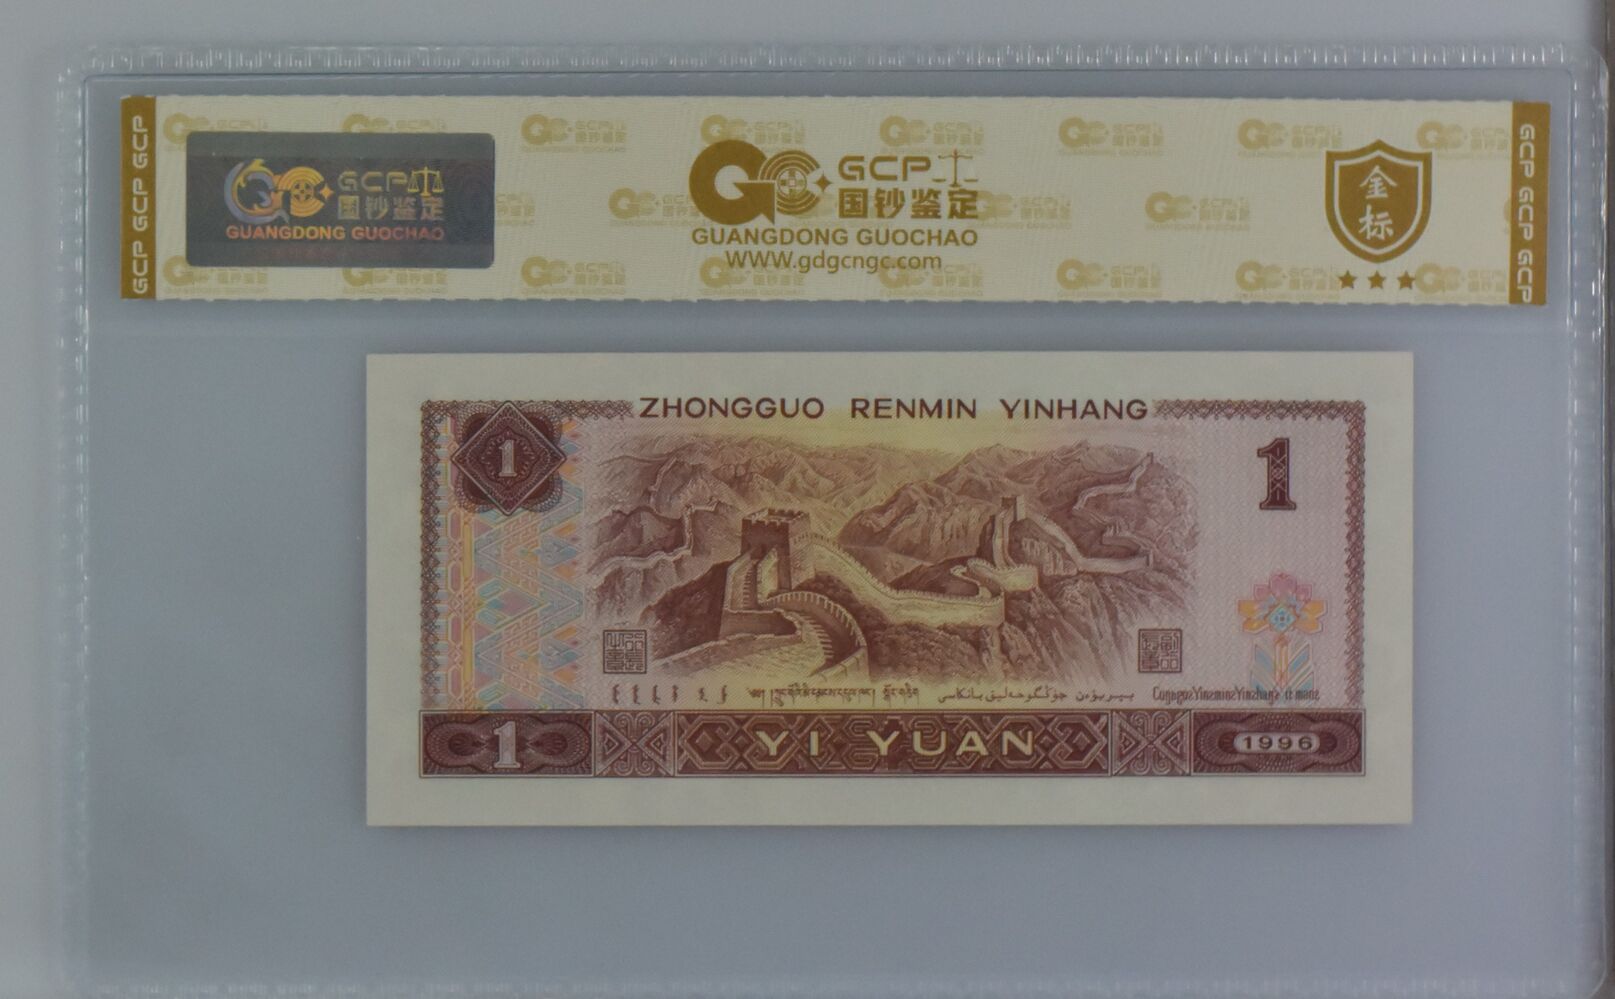 GCP
国钞鉴定
GUANGDONG GUOCHAO
GCP
国钞鉴定
GUANGDONG GUOCHAO
WWW.gdgcngc.com
金标
GCP GCP GCP
GCP GCP GCP
ZHONGGUO RENMIN YINHANG
1
1
1
YI YUAN
1996